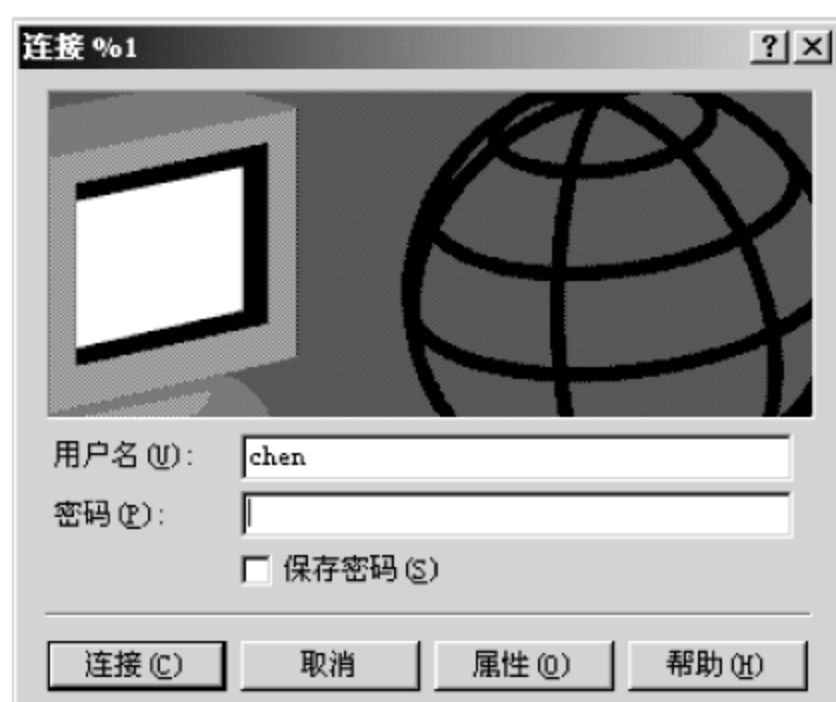 连接 %1
用户名(U):
chen
密码(P):
保存密码(S)
连接(C) 取消 属性(O) 帮助(H)